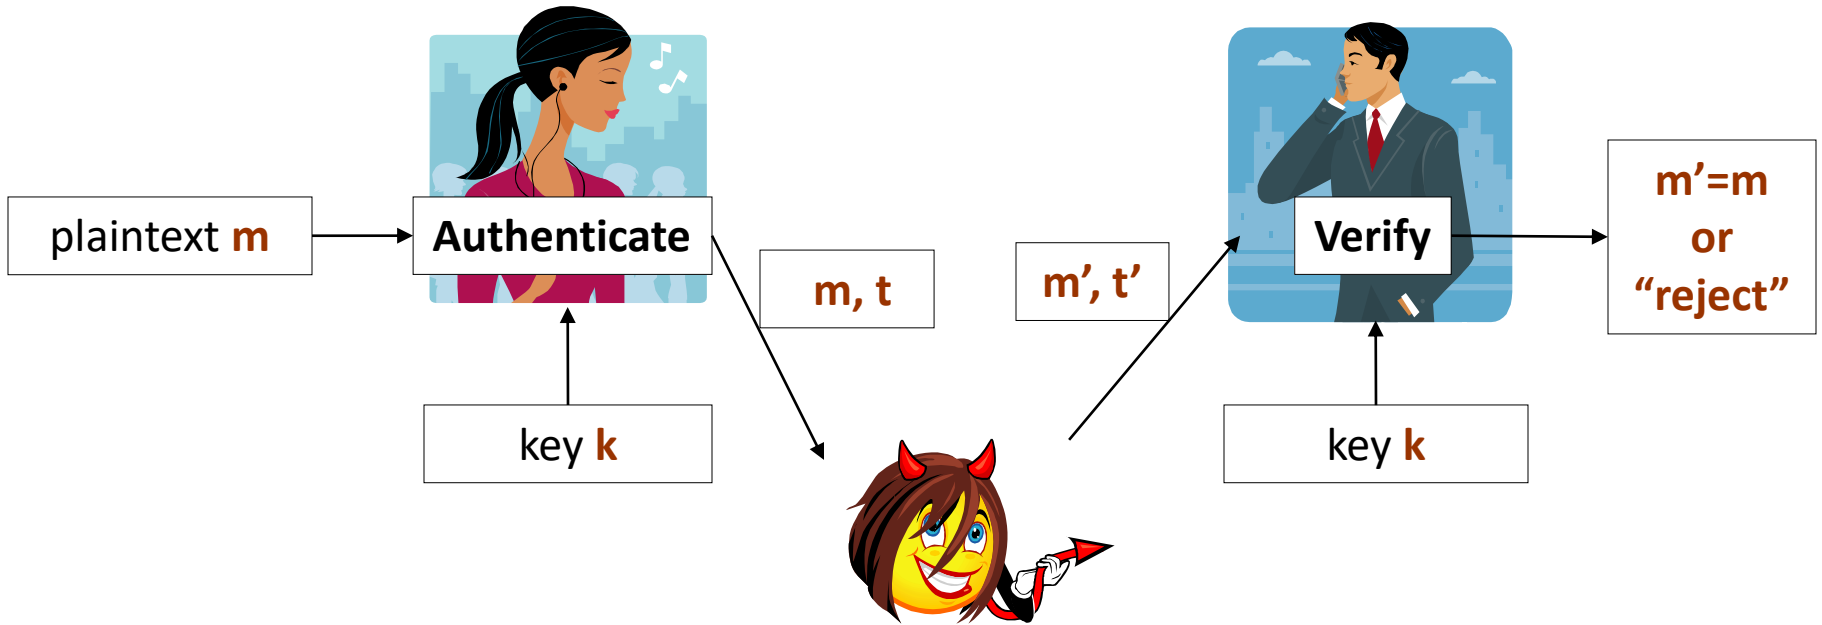 plaintext m
Authenticate
key k
m, t
m’, t’
Verify
key k
m’=m
or
“reject”